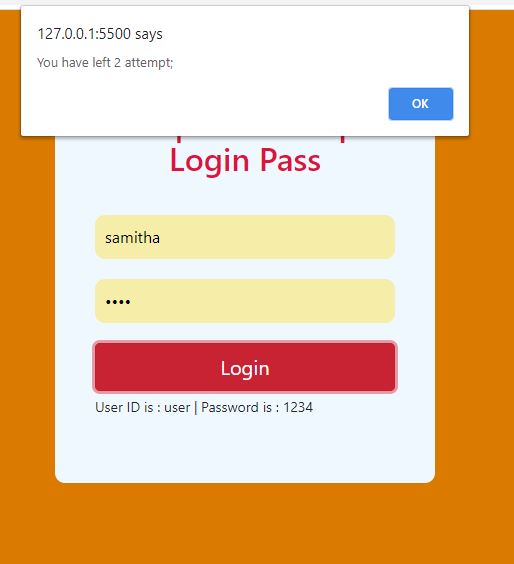 127.0.0.1:5500 says
You have left 2 attempt;
OK
Login Pass
samitha
••••
Login
User ID is : user | Password is : 1234